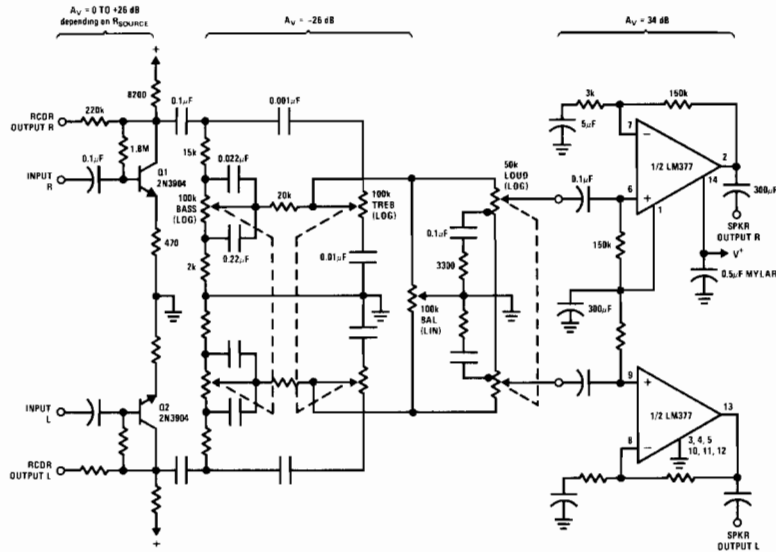 AV = 0 TO +26 dB
depending on RSOURCE
AV = −26 dB
AV = 34 dB
+
8200
RCDR
OUTPUT R
220k
0.1µF
0.001µF
3k
150k
5µF
7
−
1.8M
15k
0.022µF
50k
LOUD
(LOG)
1/2 LM377
2
INPUT
R
0.1µF
Q1
2N3904
100k
BASS
(LOG)
20k
100k
TREB
(LOG)
0.1µF
6
+
1
14
300µF
SPKR
OUTPUT R
470
0.22µF
0.1µF
150k
2k
0.01µF
3300
V+
0.5µF MYLAR
100k
BAL
(LIN)
300µF
INPUT
L
Q2
2N3904
9
+
1/2 LM377
13
8
−
3, 4, 5
10, 11, 12
RCDR
OUTPUT L
+
SPKR
OUTPUT L